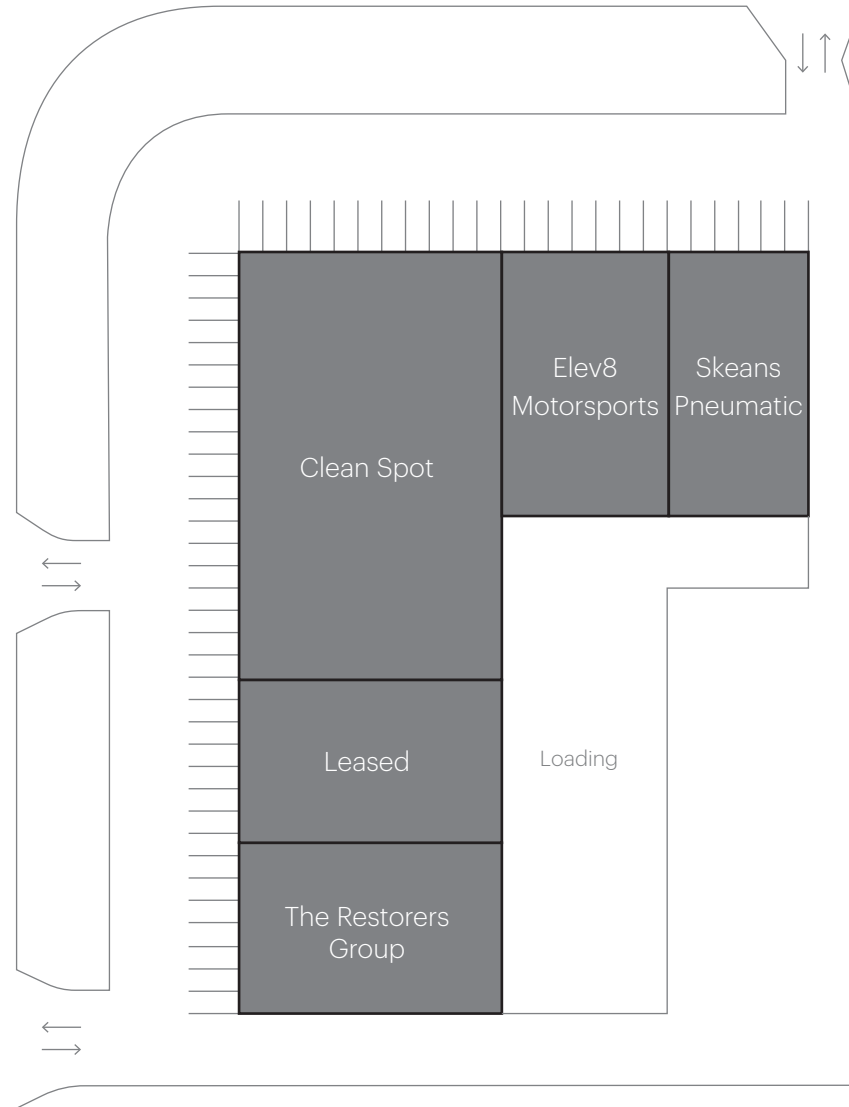 Elev8
Motorsports
Skeans
Pneumatic
Clean Spot
Leased
Loading
The Restorers
Group